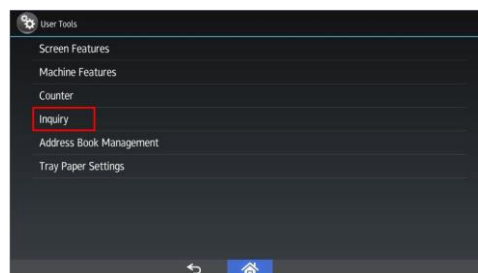 User Tools
Screen Features
Machine Features
Counter
Inquiry
Address Book Management
Tray Paper Settings